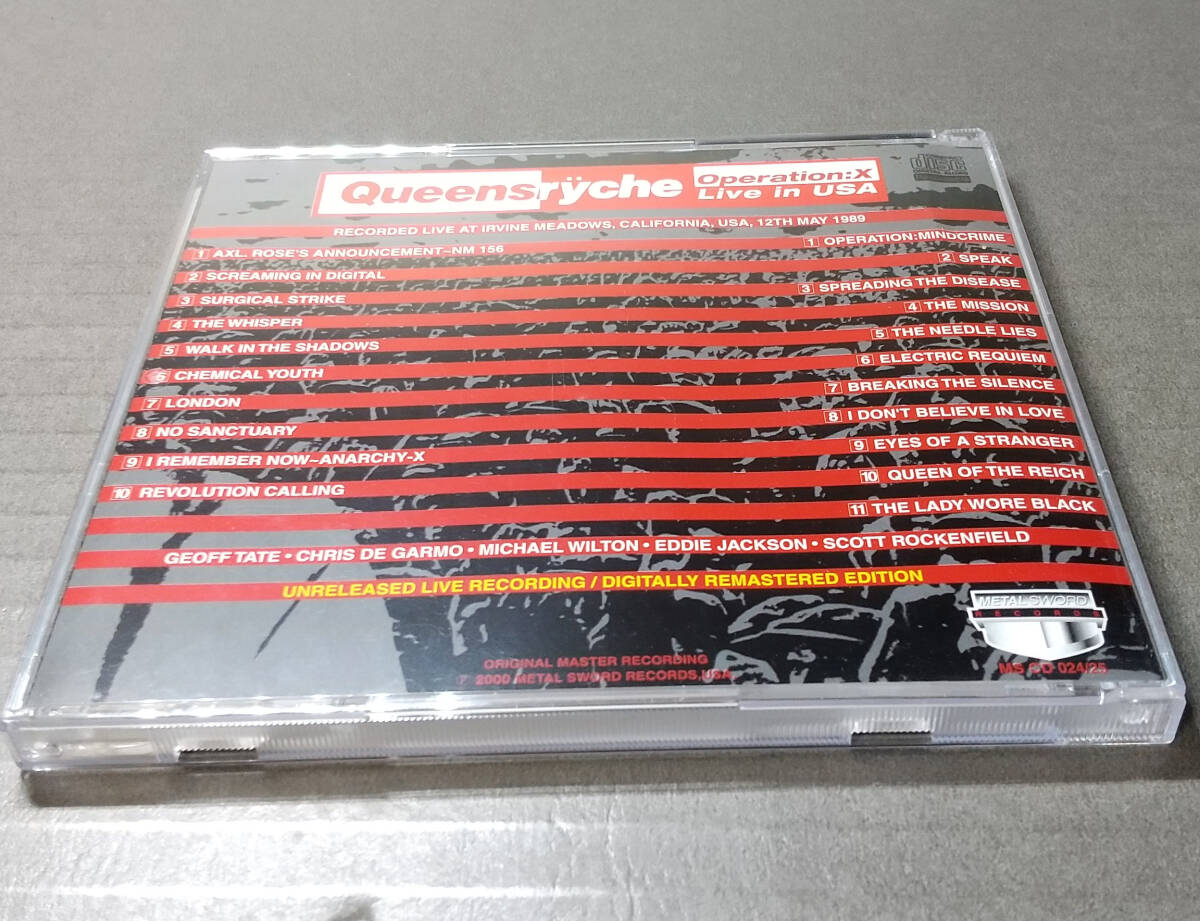 Queensrÿche
Operation:X
Live in USA
disc
RECORDED LIVE AT IRVINE MEADOWS, CALIFORNIA, USA, 12TH MAY 1989
1 AXL. ROSE'S ANNOUNCEMENT~NM 156
2 SCREAMING IN DIGITAL
3 SURGICAL STRIKE
4 THE WHISPER
5 WALK IN THE SHADOWS
6 CHEMICAL YOUTH
7 LONDON
8 NO SANCTUARY
9 I REMEMBER NOW~ANARCHY-X
10 REVOLUTION CALLING
1 OPERATION:MINDCRIME
2 SPEAK
3 SPREADING THE DISEASE
4 THE MISSION
5 THE NEEDLE LIES
6 ELECTRIC REQUIEM
7 BREAKING THE SILENCE
8 I DON'T BELIEVE IN LOVE
9 EYES OF A STRANGER
10 QUEEN OF THE REICH
11 THE LADY WORE BLACK
GEOFF TATE • CHRIS DE GARMO • MICHAEL WILTON • EDDIE JACKSON • SCOTT ROCKENFIELD
UNRELEASED LIVE RECORDING / DIGITALLY REMASTERED EDITION
METAL SWORD
RECORDS
ORIGINAL MASTER RECORDING
2000 METAL SWORD RECORDS,USA
MS CD 024/25